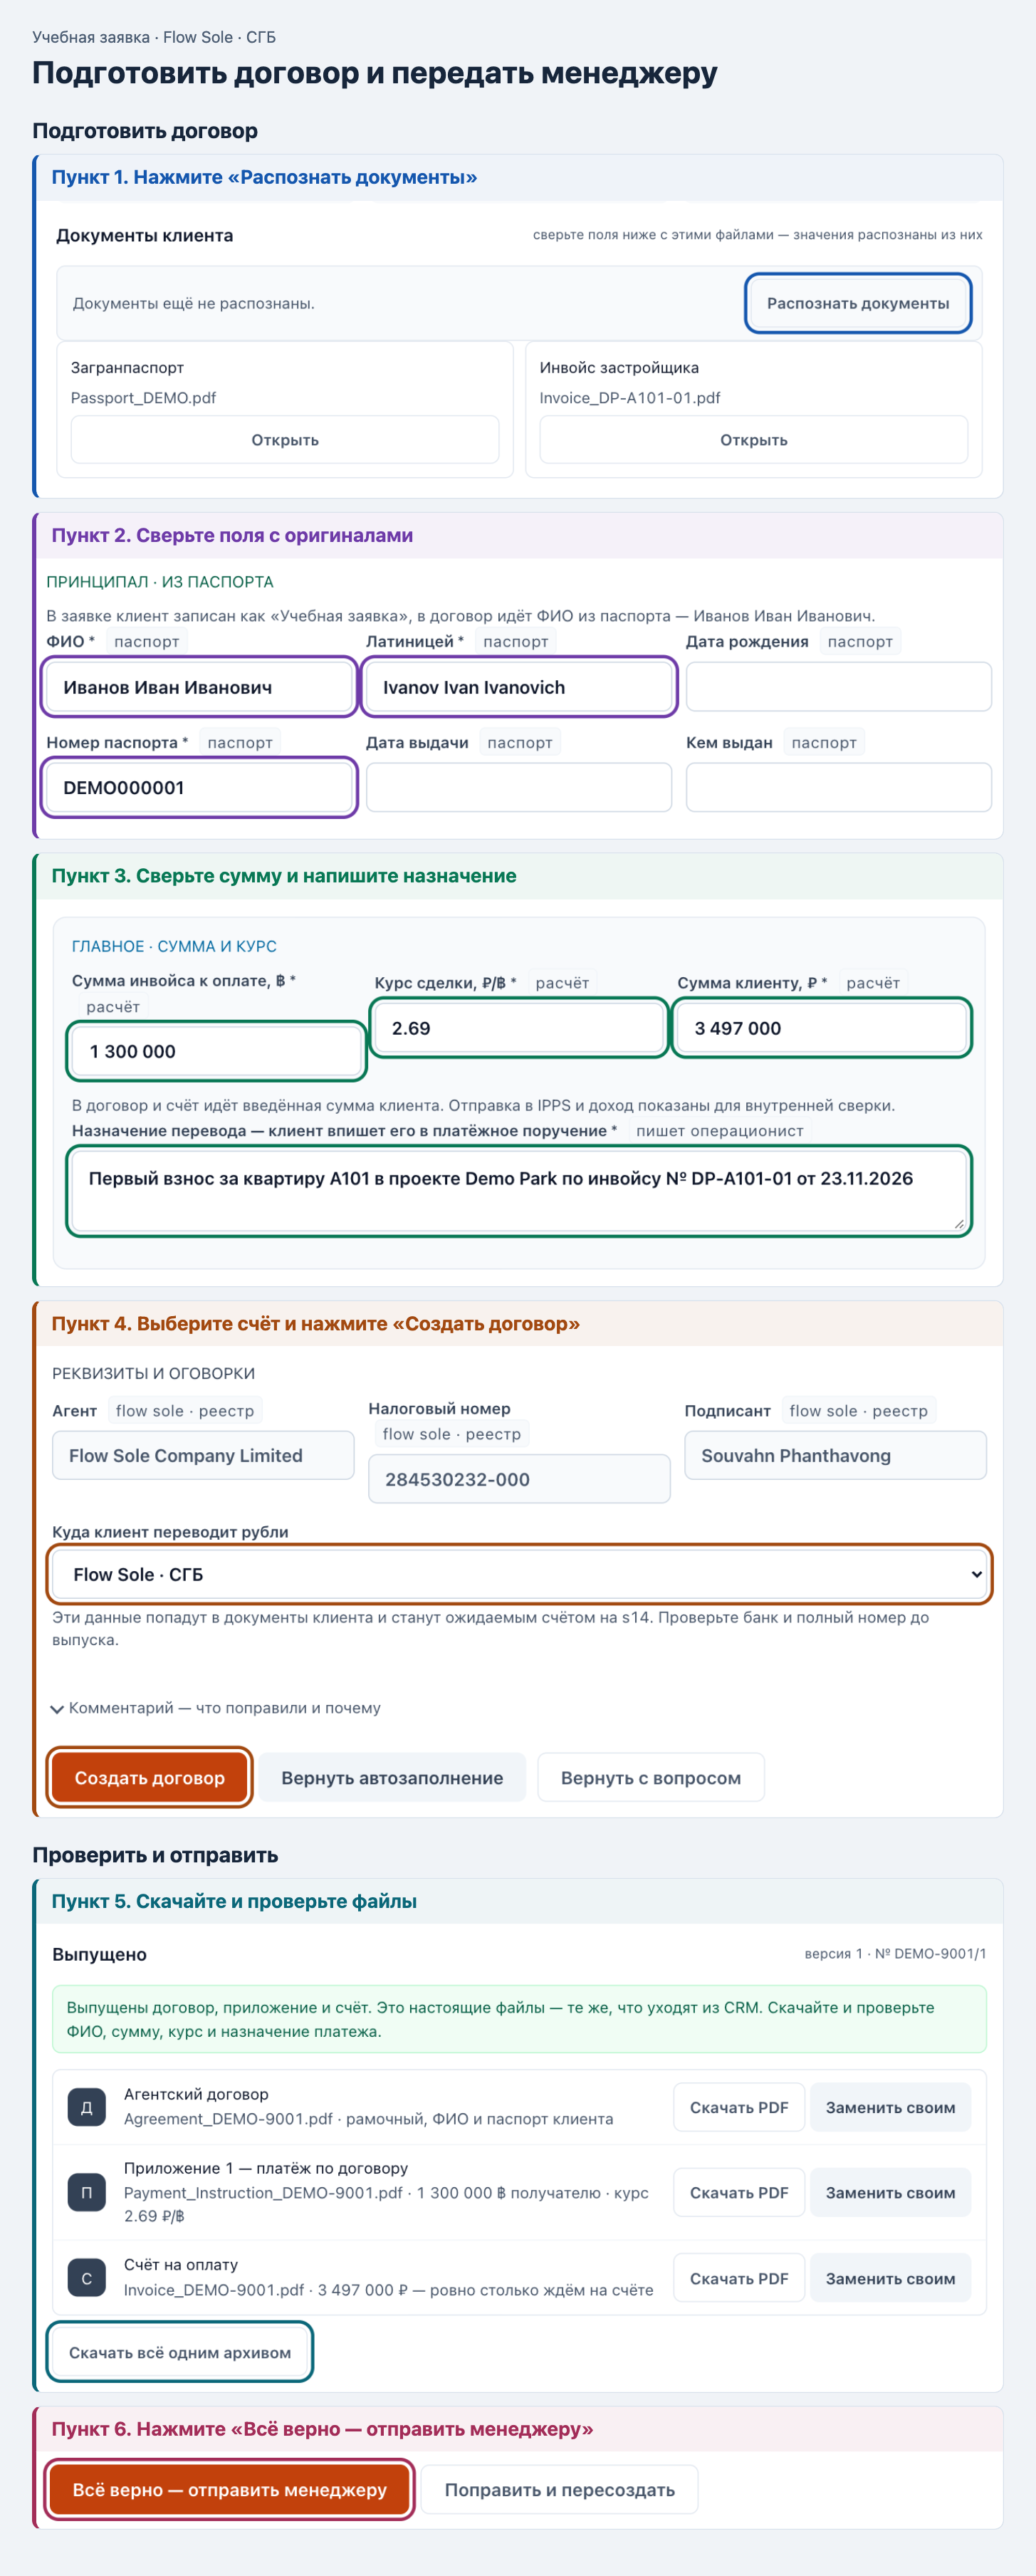 Учебная заявка · Flow Sole · СГБ
Подготовить договор и передать менеджеру
Подготовить договор
Пункт 1. Нажмите «Распознать документы»
Документы клиента
сверьте поля ниже с этими файлами — значения распознаны из них
Документы ещё не распознаны.
Распознать документы
Загранпаспорт
Passport_DEMO.pdf
Открыть
Инвойс застройщика
Invoice_DP-A101-01.pdf
Открыть
Пункт 2. Сверьте поля с оригиналами
ПРИНЦИПАЛ · ИЗ ПАСПОРТА
В заявке клиент записан как «Учебная заявка», в договор идёт ФИО из паспорта — Иванов Иван Иванович.
ФИО * паспорт
Латиницей * паспорт
Дата рождения паспорт
Иванов Иван Иванович
Ivanov Ivan Ivanovich
Номер паспорта * паспорт
Дата выдачи паспорт
Кем выдан паспорт
DEMO000001
Пункт 3. Сверьте сумму и напишите назначение
ГЛАВНОЕ · СУММА И КУРС
Сумма инвойса к оплате, ฿ *
расчёт
Курс сделки, ₽/฿ * расчёт
Сумма клиенту, ₽ * расчёт
1 300 000
2.69
3 497 000
В договор и счёт идёт введённая сумма клиента. Отправка в IPPS и доход показаны для внутренней сверки.
Назначение перевода — клиент впишет его в платёжное поручение * пишет операционист
Первый взнос за квартиру A101 в проекте Demo Park по инвойсу № DP-A101-01 от 23.11.2026
Пункт 4. Выберите счёт и нажмите «Создать договор»
РЕКВИЗИТЫ И ОГОВОРКИ
Агент flow sole · реестр
Налоговый номер
flow sole · реестр
Подписант flow sole · реестр
Flow Sole Company Limited
284530232-000
Souvahn Phanthavong
Куда клиент переводит рубли
Flow Sole · СГБ
Эти данные попадут в документы клиента и станут ожидаемым счётом на s14. Проверьте банк и полный номер до
выпуска.
Комментарий — что поправили и почему
Создать договор
Вернуть автозаполнение
Вернуть с вопросом
Проверить и отправить
Пункт 5. Скачайте и проверьте файлы
Выпущено
версия 1 · № DEMO-9001/1
Выпущены договор, приложение и счёт. Это настоящие файлы — те же, что уходят из CRM. Скачайте и проверьте
ФИО, сумму, курс и назначение платежа.
Д
Агентский договор
Agreement_DEMO-9001.pdf · рамочный, ФИО и паспорт клиента
Скачать PDF
Заменить своим
П
Приложение 1 — платёж по договору
Payment_Instruction_DEMO-9001.pdf · 1 300 000 ฿ получателю · курс
2.69 ₽/฿
Скачать PDF
Заменить своим
С
Счёт на оплату
Invoice_DEMO-9001.pdf · 3 497 000 ₽ — ровно столько ждём на счёте
Скачать PDF
Заменить своим
Скачать всё одним архивом
Пункт 6. Нажмите «Всё верно — отправить менеджеру»
Всё верно — отправить менеджеру
Поправить и пересоздать